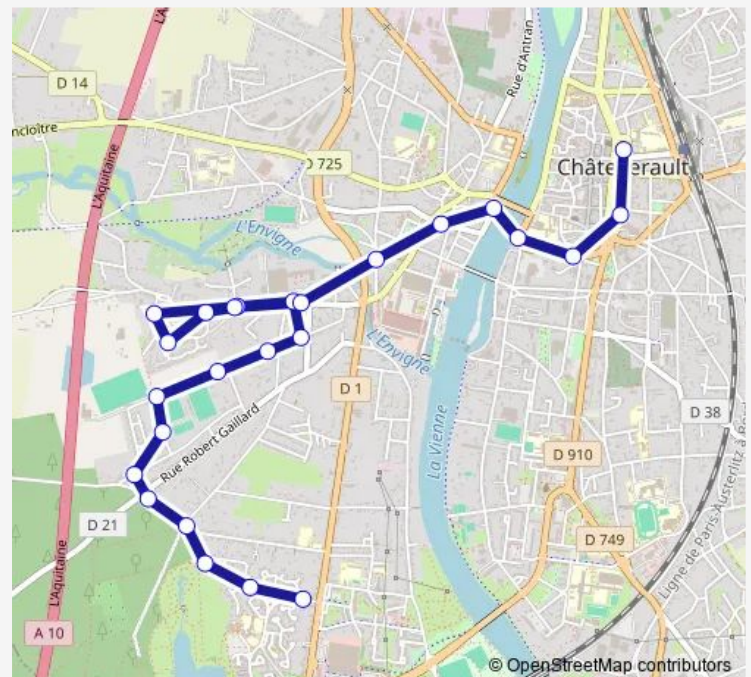 L'A
Rue d'Antran
D 14
ncloître
L'Aquitaine
D 725
Châtellerault
L'Envigne
L'Envigne
D 1
La Vienne
D 38
Rue Robert Gaillard
D 910
D 21
D 749
Ligne de Paris-Austerlitz à Bor
L'Aquitaine
A 10
© OpenStreetMap contributors